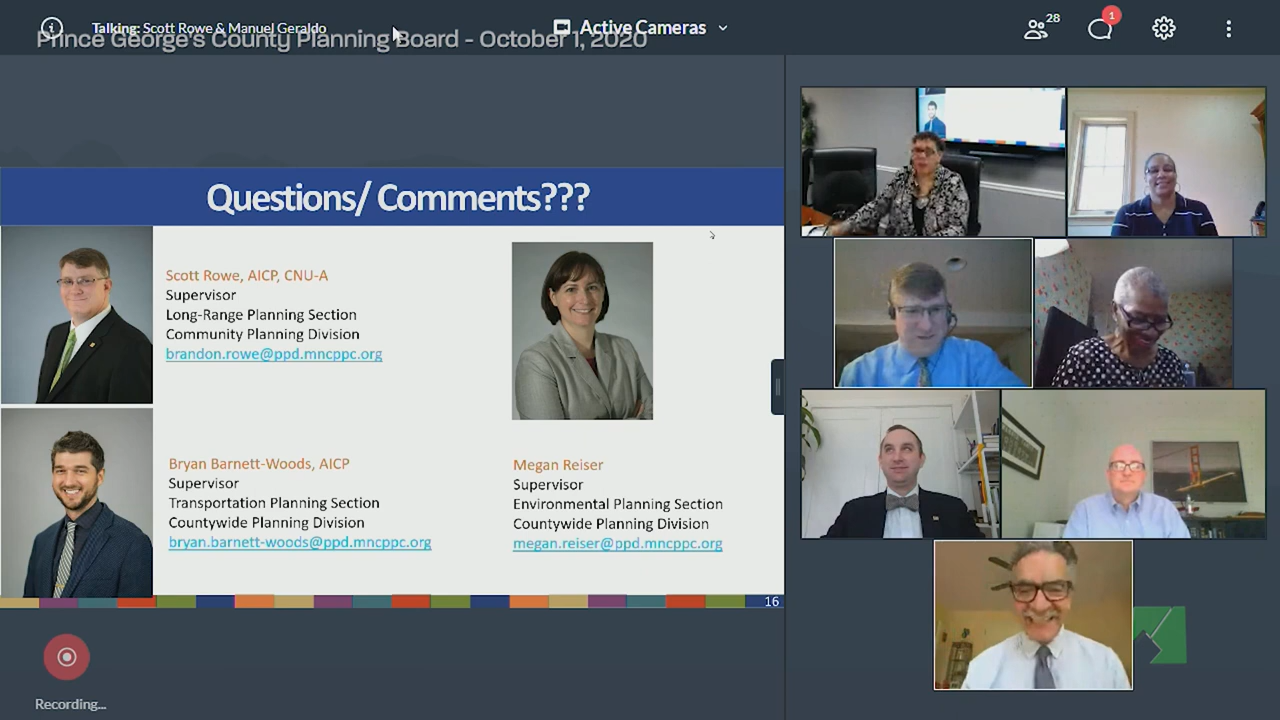 Talking: Scott Rowe & Manuel Geraldo
Active Cameras
28
1
Prince George's County Planning Board - October 1, 2020
Questions/ Comments???
Scott Rowe, AICP, CNU-A
Supervisor
Long-Range Planning Section
Community Planning Division
brandon.rowe@ppd.mncppc.org
Bryan Barnett-Woods, AICP
Supervisor
Transportation Planning Section
Countywide Planning Division
bryan.barnett-woods@ppd.mncppc.org
Megan Reiser
Supervisor
Environmental Planning Section
Countywide Planning Division
megan.reiser@ppd.mncppc.org
16
Recording...